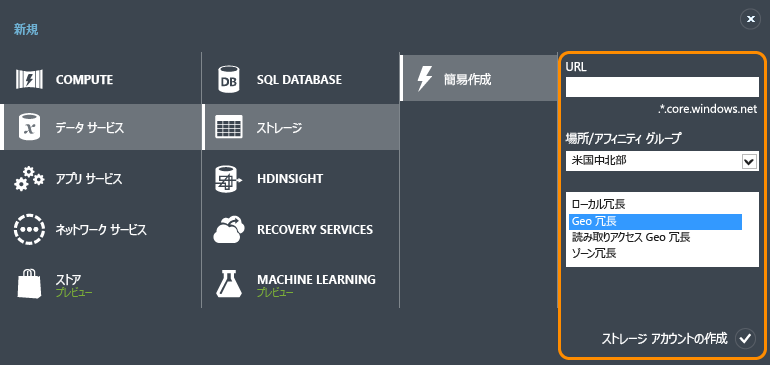 新規
COMPUTE
データ サービス
アプリ サービス
ネットワーク サービス
ストア
プレビュー
SQL DATABASE
ストレージ
HDINSIGHT
RECOVERY SERVICES
MACHINE LEARNING
プレビュー
簡易作成
URL
.*.core.windows.net
場所/アフィニティ グループ
米国中北部
ローカル冗長
Geo 冗長
読み取りアクセス Geo 冗長
ゾーン冗長
ストレージ アカウントの作成
DB
x